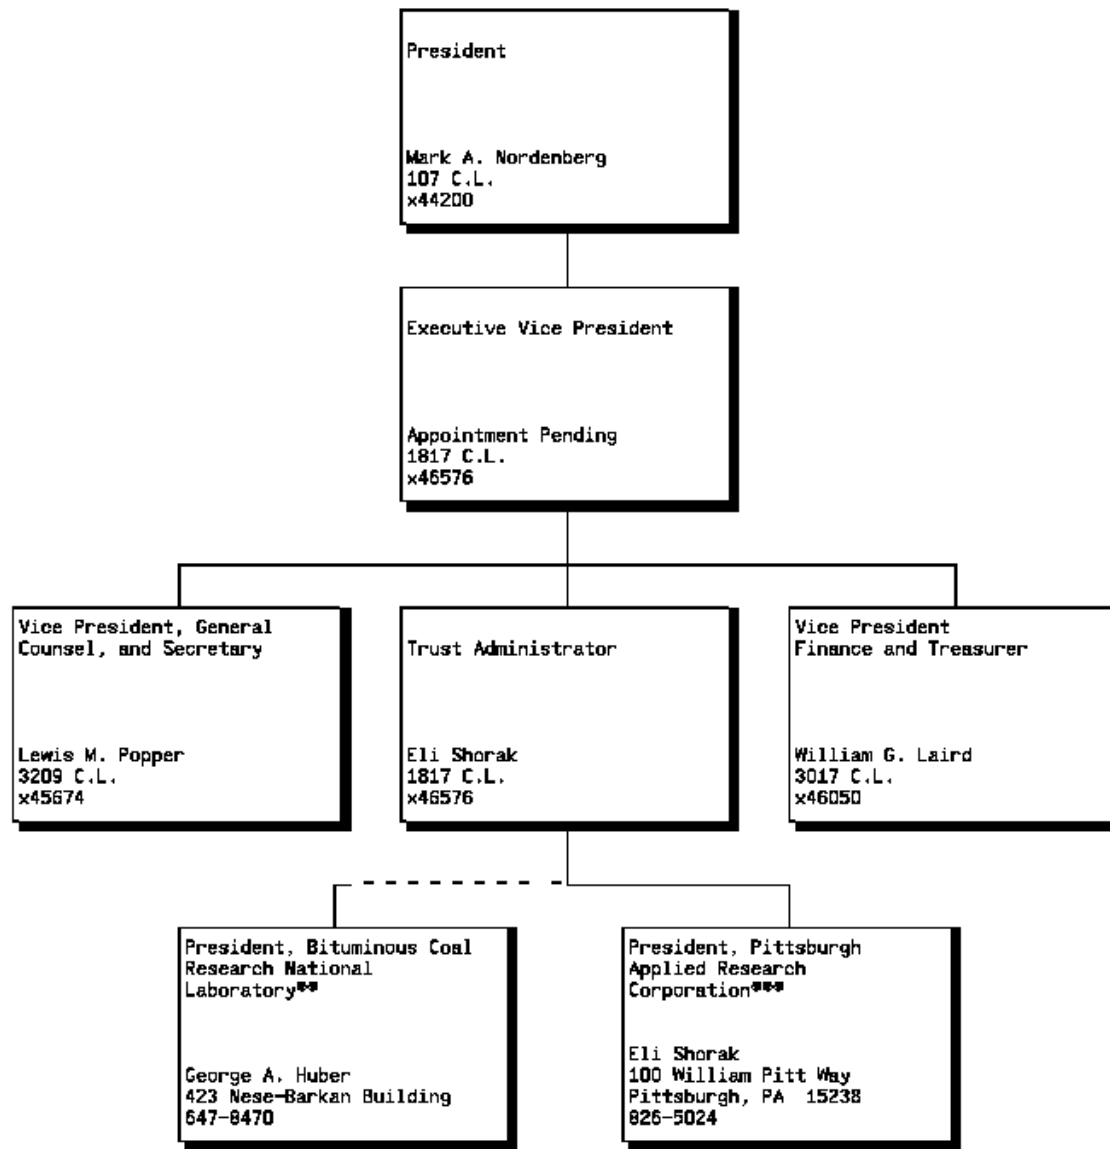 President
Mark A. Nordenberg
107 C.L.
x44200
Executive Vice President
Appointment Pending
1817 C.L.
x46576
Vice President, General
Counsel, and Secretary
Lewis M. Popper
3209 C.L.
x45674
Trust Administrator
Eli Shorak
1817 C.L.
x46576
Vice President
Finance and Treasurer
William G. Laird
3017 C.L.
x46050
President, Bituminous Coal
Research National
Laboratory**
George A. Huber
423 Nese-Barkan Building
647-8470
President, Pittsburgh
Applied Research
Corporation***
Eli Shorak
100 William Pitt Way
Pittsburgh, PA  15238
826-5024